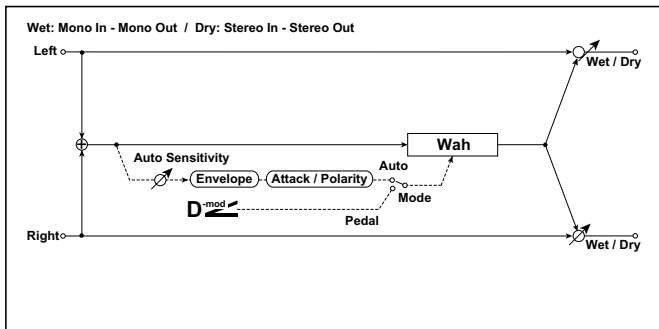 Wet: Mono In - Mono Out / Dry: Stereo In - Stereo Out
Left
Wet / Dry
Wah
Auto Sensitivity
Auto
Envelope
Attack / Polarity
Mode
D-mod
Pedal
Right
Wet / Dry